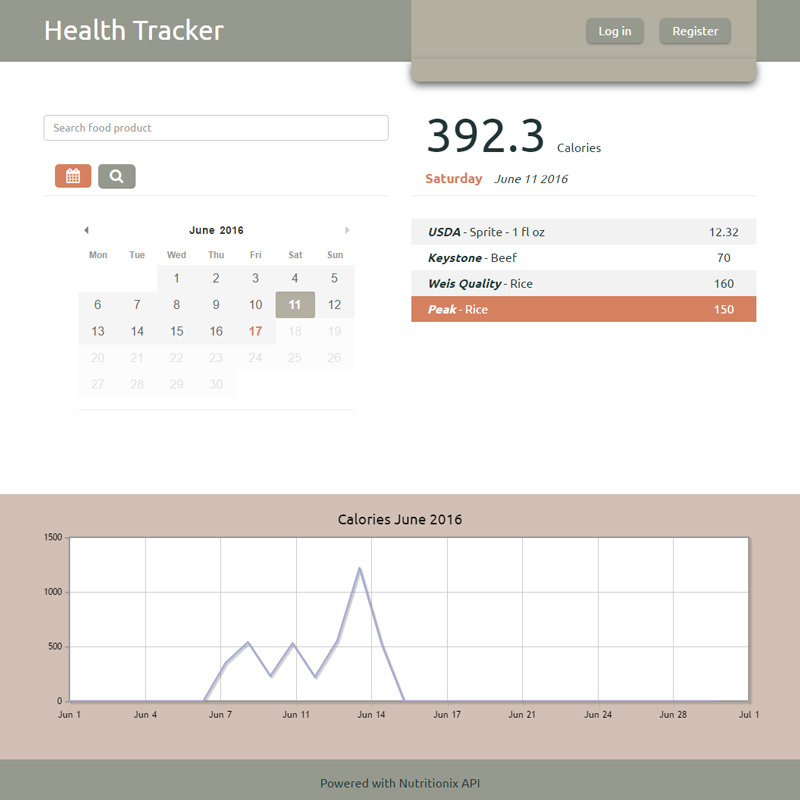 Health Tracker
Log in
Register
Search food product
392.3 Calories
Saturday June 11 2016
June 2016
Mon Tue Wed Thu Fri Sat Sun
1 2 3 4 5
6 7 8 9 10 11 12
13 14 15 16 17 18 19
20 21 22 23 24 25 26
27 28 29 30
USDA - Sprite - 1 fl oz 12.32
Keystone - Beef 70
Weis Quality - Rice 160
Peak - Rice 150
Calories June 2016
1500
1000
500
0
Jun 1 Jun 4 Jun 7 Jun 11 Jun 14 Jun 17 Jun 21 Jun 24 Jun 28 Jul 1
Powered with Nutritionix API